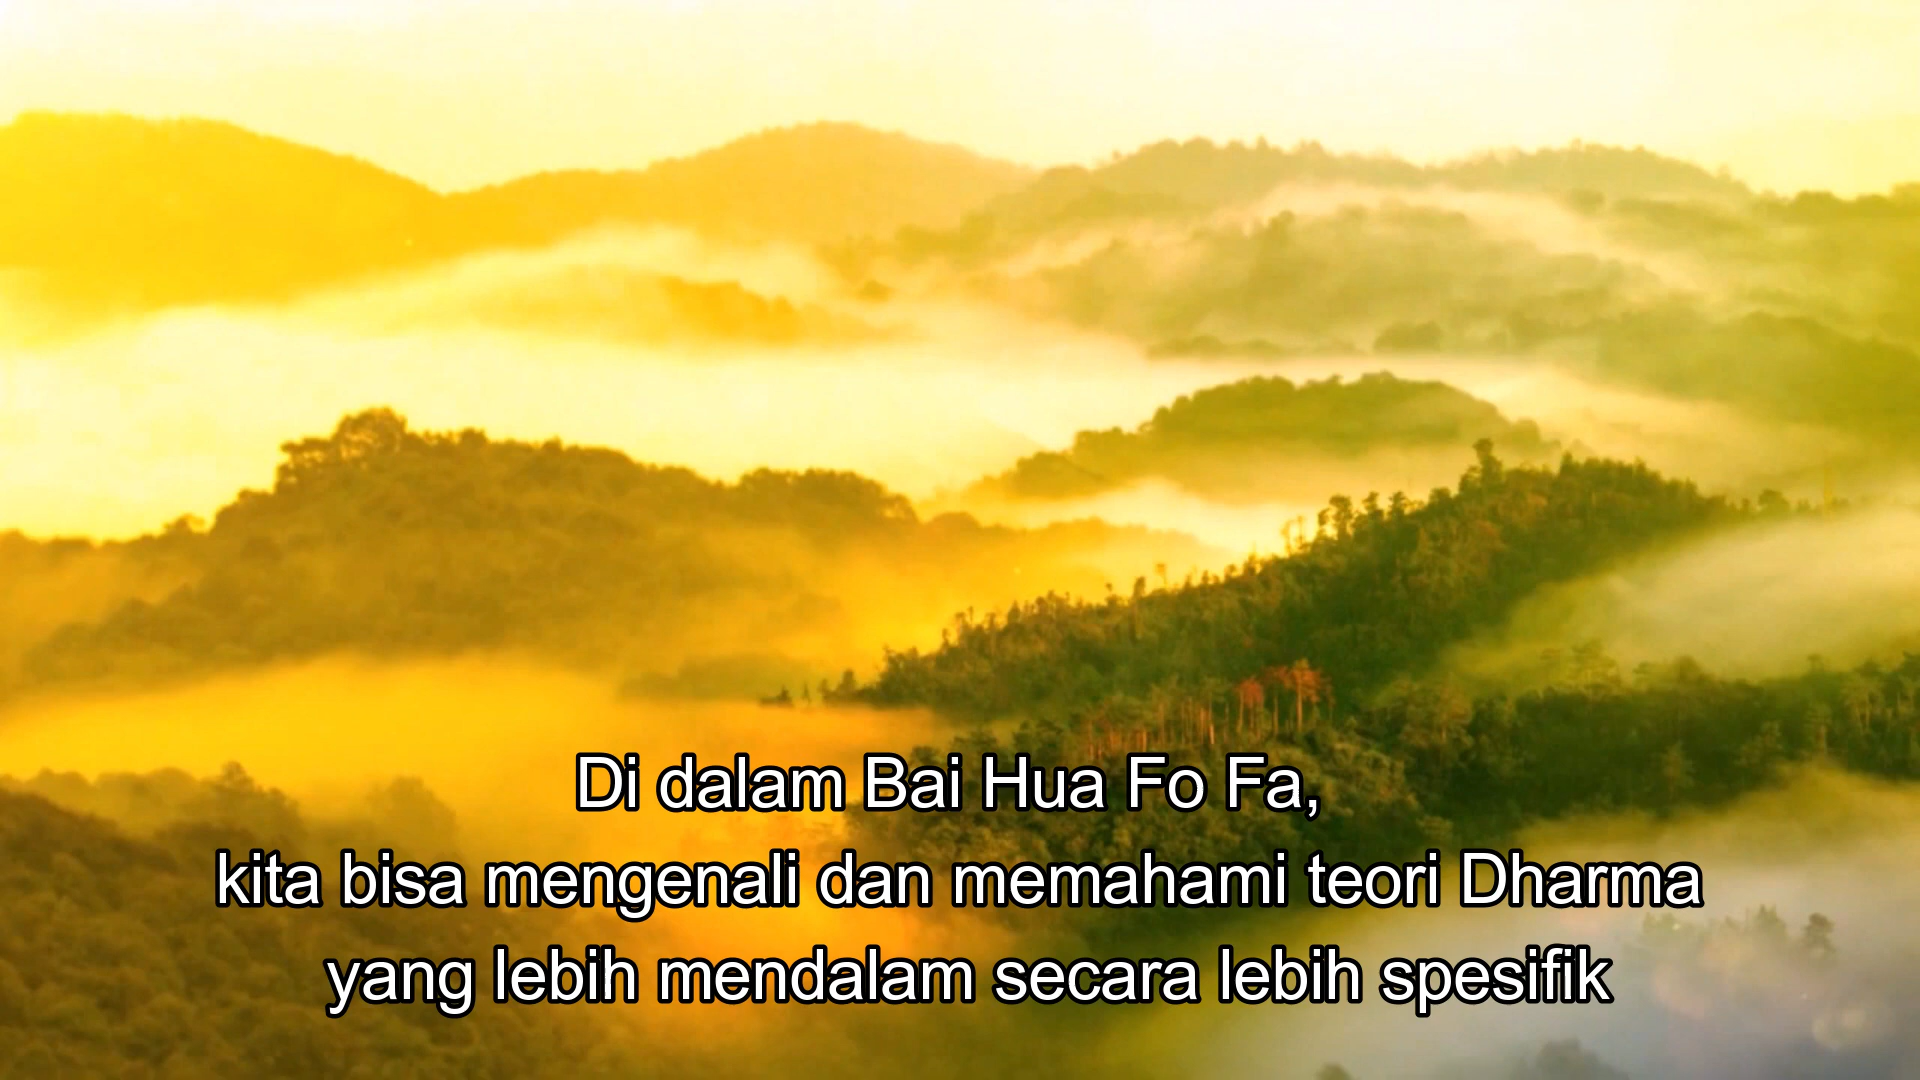 Di dalam Bai Hua Fo Fa,
kita bisa mengenali dan memahami teori Dharma
yang lebih mendalam secara lebih spesifik